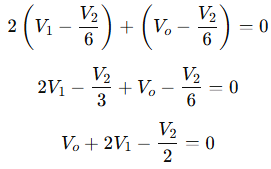 2 ( V₁ − V₂/6 ) + ( Vₒ − V₂/6 ) = 0
2V₁ − V₂/3 + Vₒ − V₂/6 = 0
Vₒ + 2V₁ − V₂/2 = 0